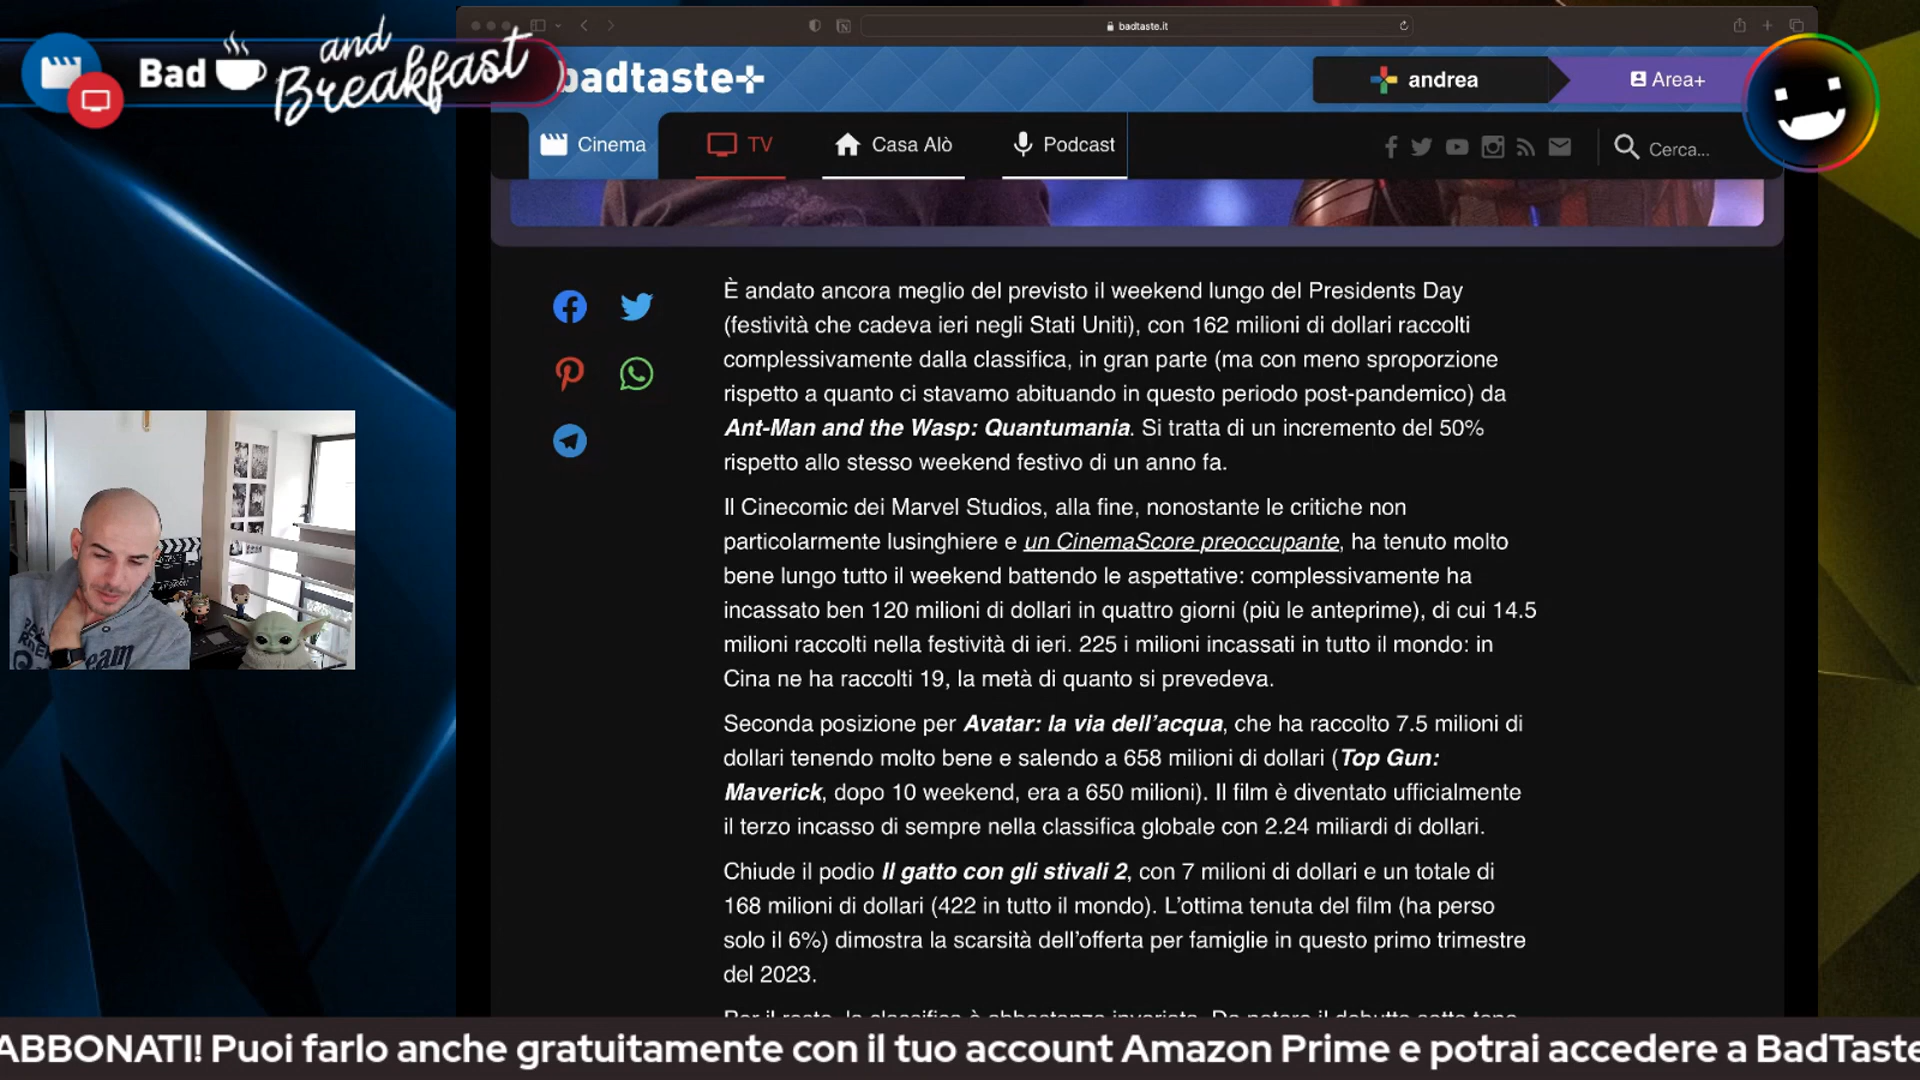 badtaste.it
Bad and Breakfast
badtaste+
andrea
Area+
Cinema
TV
Casa Alò
Podcast
Cerca...
È andato ancora meglio del previsto il weekend lungo del Presidents Day
(festività che cadeva ieri negli Stati Uniti), con 162 milioni di dollari raccolti
complessivamente dalla classifica, in gran parte (ma con meno sproporzione
rispetto a quanto ci stavamo abituando in questo periodo post-pandemico) da
Ant-Man and the Wasp: Quantumania. Si tratta di un incremento del 50%
rispetto allo stesso weekend festivo di un anno fa.
Il Cinecomic dei Marvel Studios, alla fine, nonostante le critiche non
particolarmente lusinghiere e un CinemaScore preoccupante, ha tenuto molto
bene lungo tutto il weekend battendo le aspettative: complessivamente ha
incassato ben 120 milioni di dollari in quattro giorni (più le anteprime), di cui 14.5
milioni raccolti nella festività di ieri. 225 i milioni incassati in tutto il mondo: in
Cina ne ha raccolti 19, la metà di quanto si prevedeva.
Seconda posizione per Avatar: la via dell'acqua, che ha raccolto 7.5 milioni di
dollari tenendo molto bene e salendo a 658 milioni di dollari (Top Gun:
Maverick, dopo 10 weekend, era a 650 milioni). Il film è diventato ufficialmente
il terzo incasso di sempre nella classifica globale con 2.24 miliardi di dollari.
Chiude il podio Il gatto con gli stivali 2, con 7 milioni di dollari e un totale di
168 milioni di dollari (422 in tutto il mondo). L'ottima tenuta del film (ha perso
solo il 6%) dimostra la scarsità dell'offerta per famiglie in questo primo trimestre
del 2023.
Per il resto, la classifica è abbastanza invariata. Da notare il debutto sotto tono
ABBONATI! Puoi farlo anche gratuitamente con il tuo account Amazon Prime e potrai accedere a BadTaste